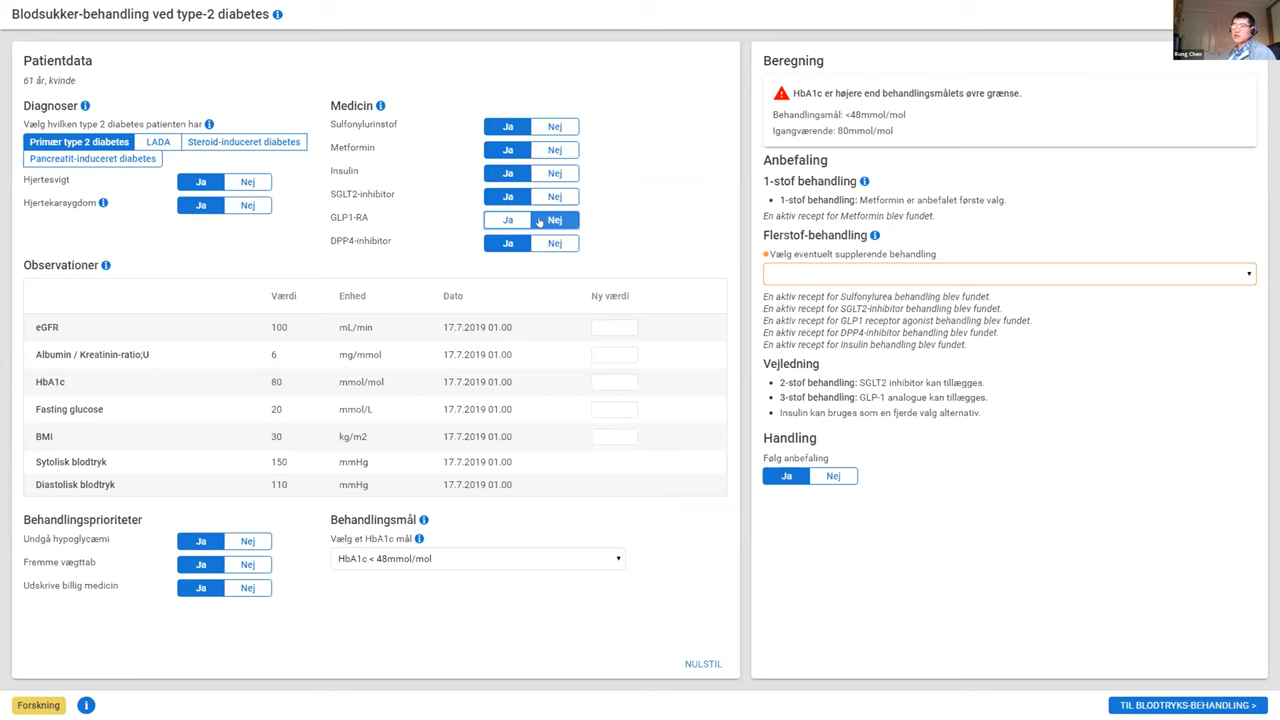 Blodsukker-behandling ved type-2 diabetes
Rong Chen
Patientdata
61 år, kvinde
Diagnoser
Vælg hvilken type 2 diabetes patienten har
Primær type 2 diabetes LADA Steroid-induceret diabetes
Pancreatit-induceret diabetes
Hjertesvigt Ja Nej
Hjertekarsygdom Ja Nej
Medicin
Sulfonylurinstof Ja Nej
Metformin Ja Nej
Insulin Ja Nej
SGLT2-inhibitor Ja Nej
GLP1-RA Ja Nej
DPP4-inhibitor Ja Nej
Observationer
Værdi Enhed Dato Ny værdi
eGFR 100 mL/min 17.7.2019 01.00
Albumin / Kreatinin-ratio;U 6 mg/mmol 17.7.2019 01.00
HbA1c 80 mmol/mol 17.7.2019 01.00
Fasting glucose 20 mmol/L 17.7.2019 01.00
BMI 30 kg/m2 17.7.2019 01.00
Sytolisk blodtryk 150 mmHg 17.7.2019 01.00
Diastolisk blodtryk 110 mmHg 17.7.2019 01.00
Behandlingsprioriteter
Undgå hypoglycæmi Ja Nej
Fremme vægttab Ja Nej
Udskrive billig medicin Ja Nej
Behandlingsmål
Vælg et HbA1c mål
HbA1c < 48mmol/mol
NULSTIL
Beregning
HbA1c er højere end behandlingsmålets øvre grænse.
Behandlingsmål: <48mmol/mol
Igangværende: 80mmol/mol
Anbefaling
1-stof behandling
• 1-stof behandling: Metformin er anbefalet første valg.
En aktiv recept for Metformin blev fundet.
Flerstof-behandling
Vælg eventuelt supplerende behandling
En aktiv recept for Sulfonylurea behandling blev fundet.
En aktiv recept for SGLT2-inhibitor behandling blev fundet.
En aktiv recept for GLP1 receptor agonist behandling blev fundet.
En aktiv recept for DPP4-inhibitor behandling blev fundet.
En aktiv recept for Insulin behandling blev fundet.
Vejledning
• 2-stof behandling: SGLT2 inhibitor kan tillægges.
• 3-stof behandling: GLP-1 analogue kan tillægges.
• Insulin kan bruges som en fjerde valg alternativ.
Handling
Følg anbefaling
Ja Nej
Forskning
TIL BLODTRYKS-BEHANDLING >